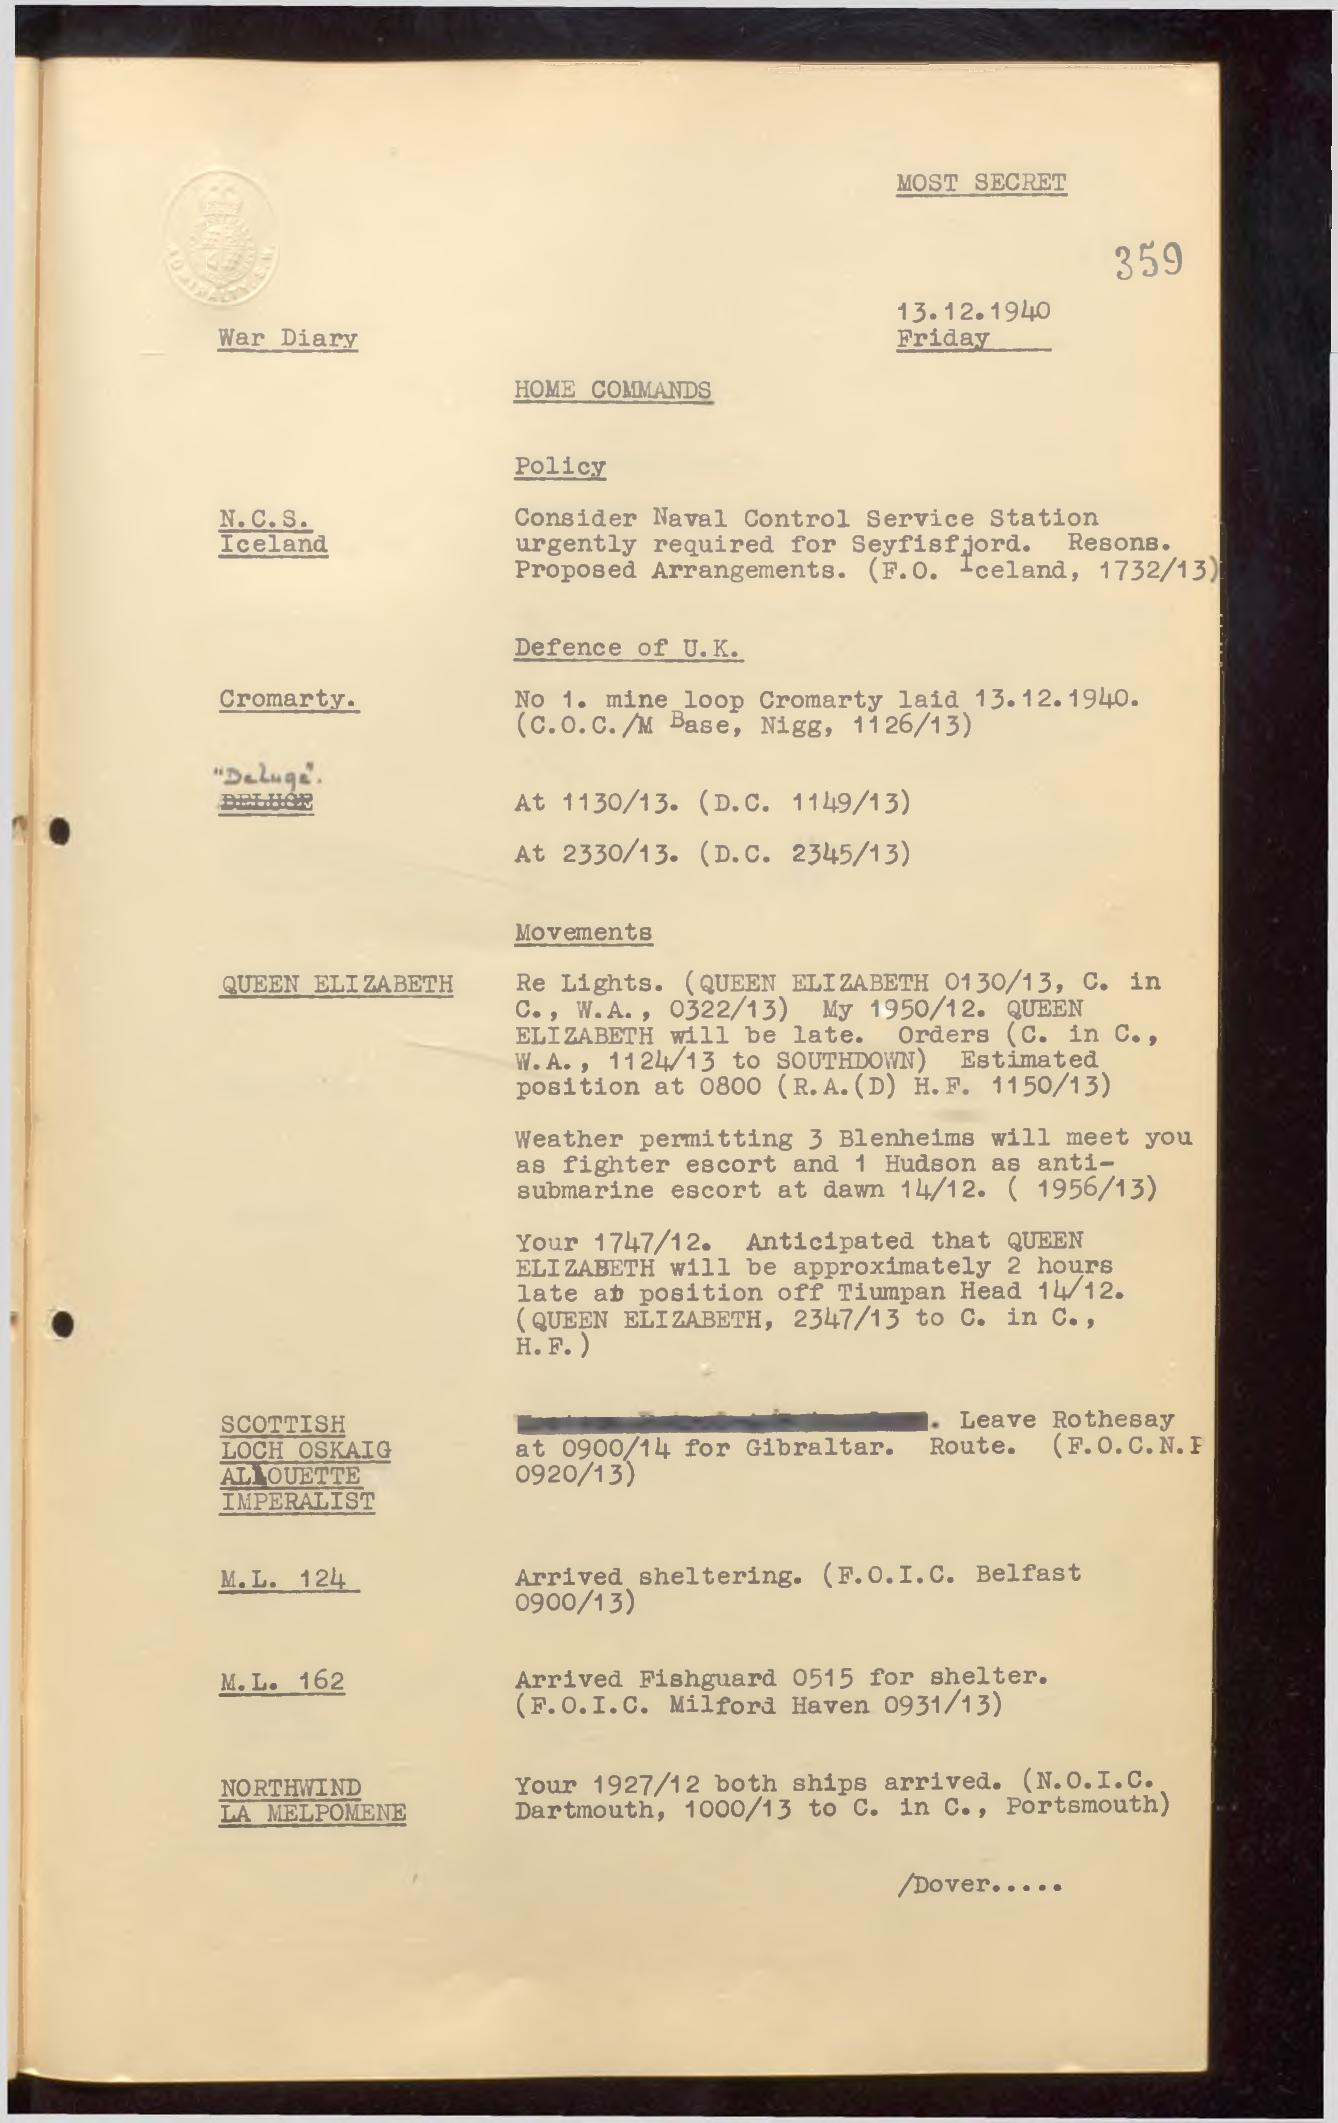 MOST SECRET
359
ADMIRALTY. S.W.
13.12.1940
War Diary
Friday
HOME COMMANDS
Policy
N.C.S.
Iceland
Consider Naval Control Service Station
urgently required for Seyfisfjord. Resons.
Proposed Arrangements. (F.O. Iceland, 1732/13)
Defence of U.K.
Cromarty.
No 1. mine loop Cromarty laid 13.12.1940.
(C.O.C./M Base, Nigg, 1126/13)
"Deluge".
At 1130/13. (D.C. 1149/13)
At 2330/13. (D.C. 2345/13)
Movements
QUEEN ELIZABETH
Re Lights. (QUEEN ELIZABETH 0130/13, C. in
C., W.A., 0322/13) My 1950/12. QUEEN
ELIZABETH will be late. Orders (C. in C.,
W.A., 1124/13 to SOUTHDOWN) Estimated
position at 0800 (R.A.(D) H.F. 1150/13)
Weather permitting 3 Blenheims will meet you
as fighter escort and 1 Hudson as anti-
submarine escort at dawn 14/12. ( 1956/13)
Your 1747/12. Anticipated that QUEEN
ELIZABETH will be approximately 2 hours
late at position off Tiumpan Head 14/12.
(QUEEN ELIZABETH, 2347/13 to C. in C.,
H.F.)
SCOTTISH
LOCH OSKAIG
ALOUETTE
IMPERALIST
. Leave Rothesay
at 0900/14 for Gibraltar. Route. (F.O.C.N.F
0920/13)
M.L. 124
Arrived sheltering. (F.O.I.C. Belfast
0900/13)
M.L. 162
Arrived Fishguard 0515 for shelter.
(F.O.I.C. Milford Haven 0931/13)
NORTHWIND
LA MELPOMENE
Your 1927/12 both ships arrived. (N.O.I.C.
Dartmouth, 1000/13 to C. in C., Portsmouth)
/Dover.....